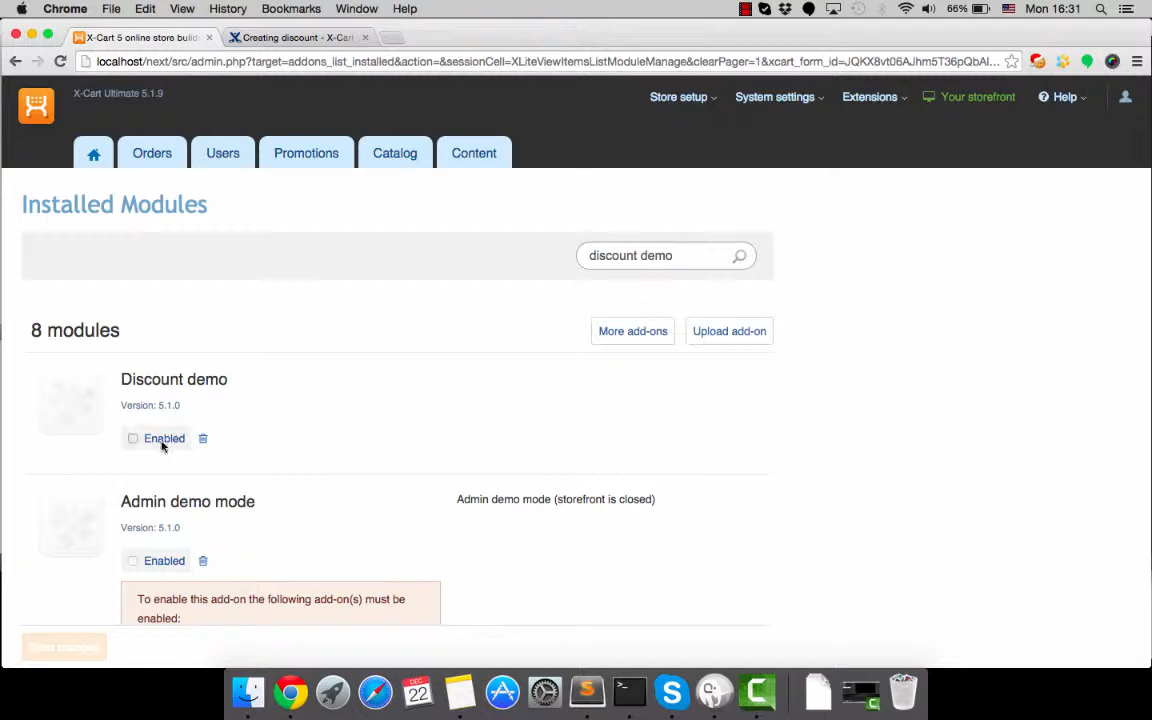 Chrome File Edit View History Bookmarks Window Help 66% Mon 16:31
X-Cart 5 online store build Creating discount - X-Cart
localhost/next/src/admin.php?target=addons_list_installed&action=&sessionCell=XLiteViewItemsListModuleManage&clearPager=1&xcart_form_id=JQKX8vt06AJhm5T36pQbAI...
X-Cart Ultimate 5.1.9
Store setup System settings Extensions Your storefront Help
Orders Users Promotions Catalog Content
Installed Modules
discount demo
8 modules
More add-ons Upload add-on
Discount demo
Version: 5.1.0
Enabled
Admin demo mode
Admin demo mode (storefront is closed)
Version: 5.1.0
Enabled
To enable this add-on the following add-on(s) must be
enabled:
Save changes
DEC
22